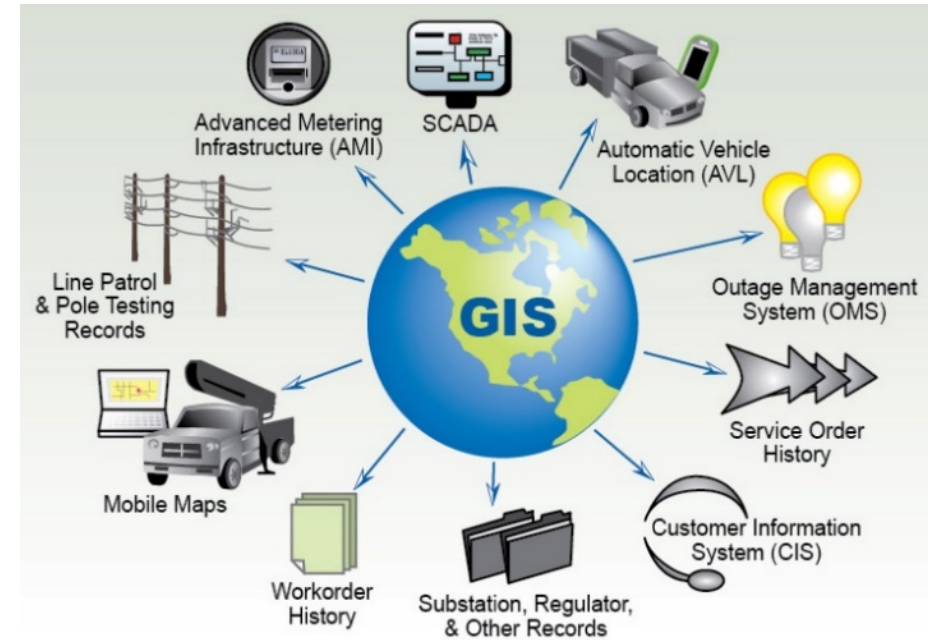 Advanced Metering
Infrastructure (AMI)
SCADA
Automatic Vehicle
Location (AVL)
Line Patrol
& Pole Testing
Records
GIS
Outage Management
System (OMS)
Service Order
History
Mobile Maps
Customer Information
System (CIS)
Workorder
History
Substation, Regulator,
& Other Records